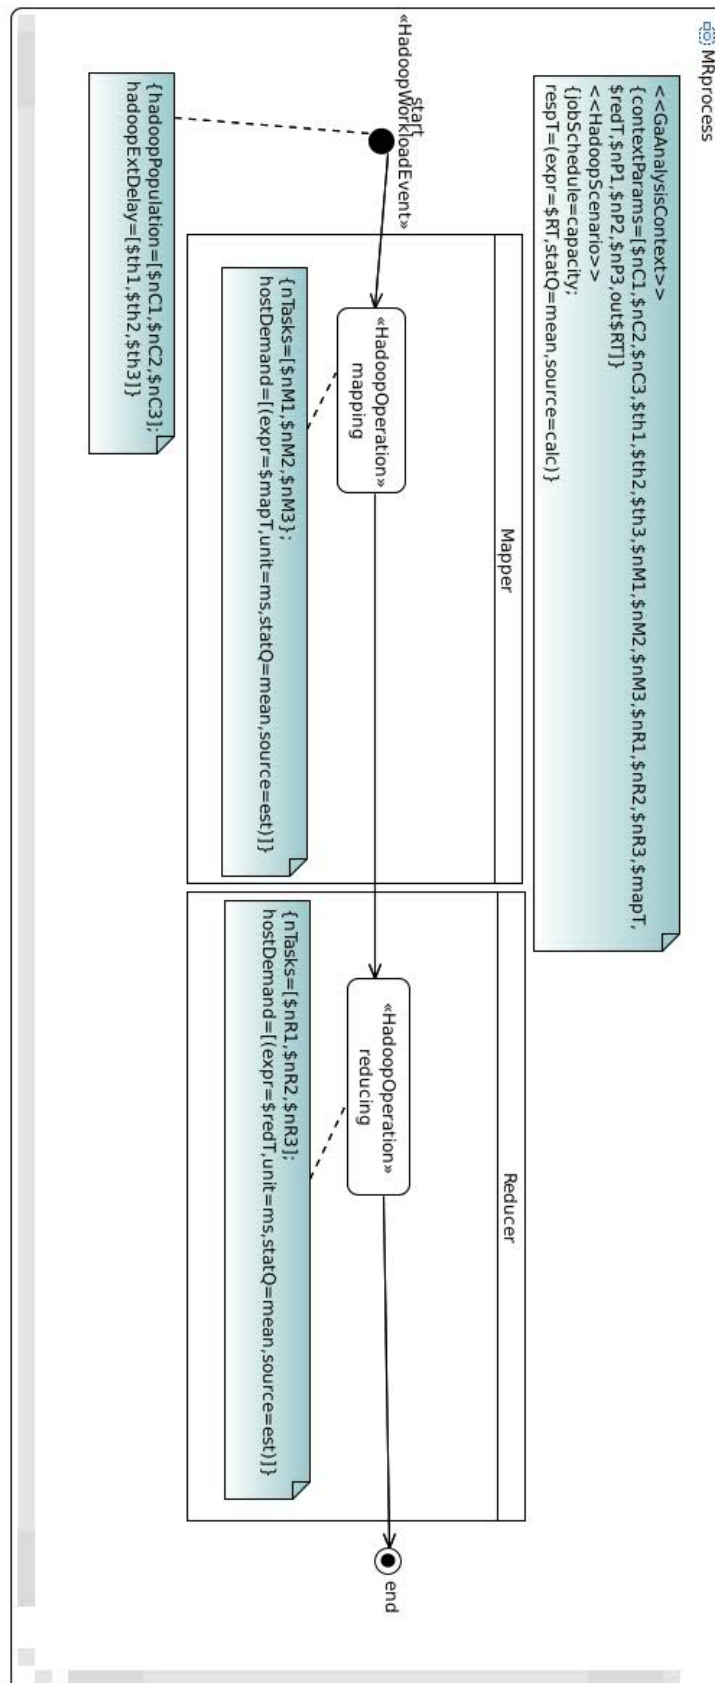 MRprocess
<<GaAnalysisContext>>
{contextParams=[$nC1,$nC2,$nC3,$th1,$th2,$th3,$nM1,$nM2,$nM3,$nR1,$nR2,$nR3,$mapT,
$redT,$nP1,$nP2,$nP3,out$RT]}
<<HadoopScenario>>
{jobSchedule=capacity;
respT=(expr=$RT,statQ=mean,source=calc)}
Mapper
Reducer
start
«HadoopWorkloadEvent»
«HadoopOperation»
mapping
«HadoopOperation»
reducing
end
{nTasks=[$nM1,$nM2,$nM3};
hostDemand=[(expr=$mapT,unit=ms,statQ=mean,source=est)]}
{nTasks=[$nR1,$nR2,$nR3];
hostDemand=[(expr=$redT,unit=ms,statQ=mean,source=est)]}
{hadoopPopulation=[$nC1,$nC2,$nC3];
hadoopExtDelay=[$th1,$th2,$th3]}